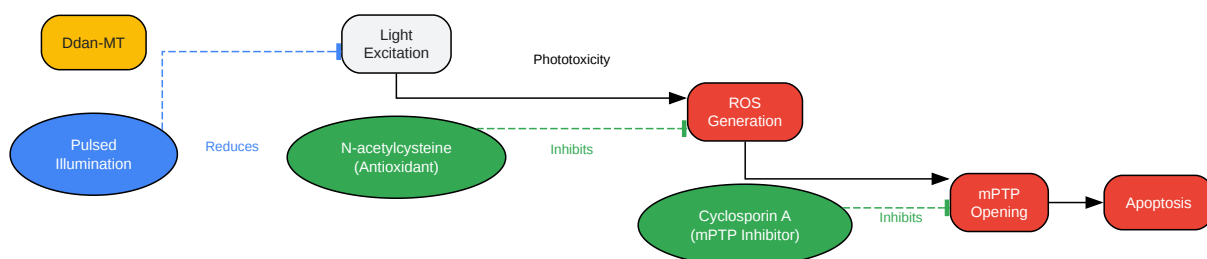 Ddan-MT
Light
Excitation
Phototoxicity
ROS
Generation
Pulsed
Illumination
Reduces
N-acetylcysteine
(Antioxidant)
Inhibits
Cyclosporin A
(mPTP Inhibitor)
Inhibits
mPTP
Opening
Apoptosis